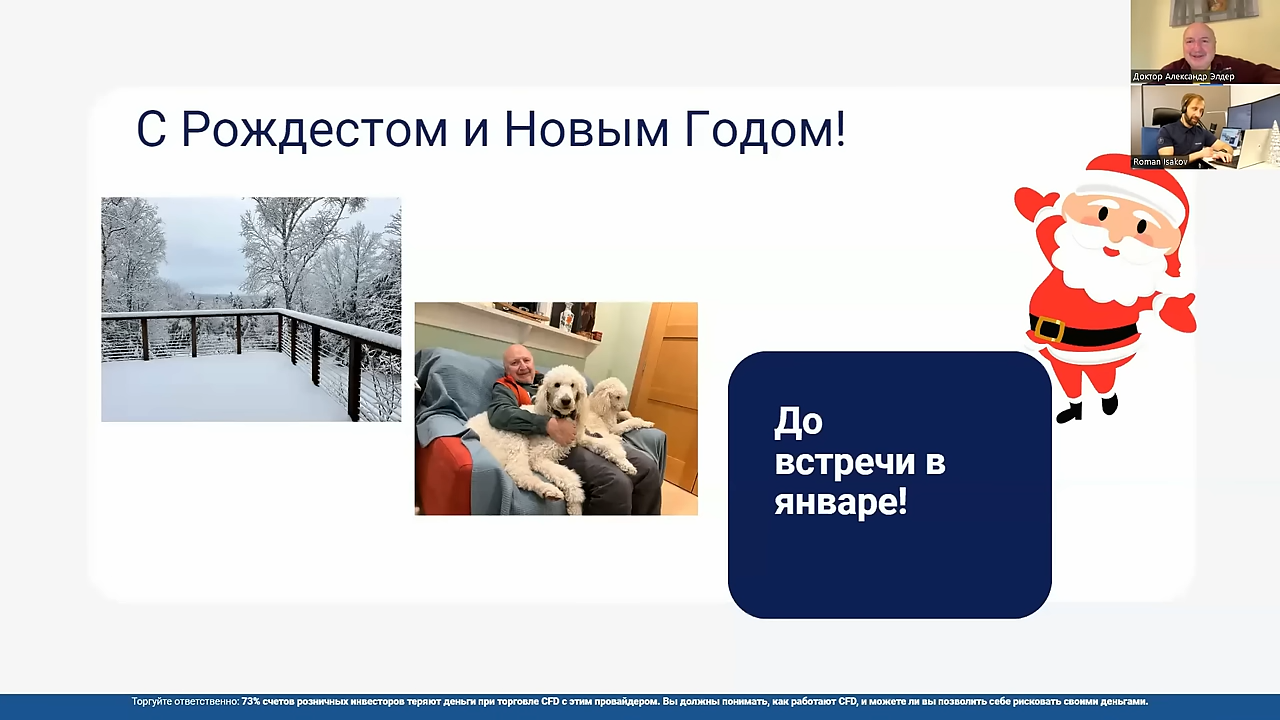 С Рождестом и Новым Годом!
Доктор Александр Элдер
Roman Isakov
До
встречи в
январе!
Торгуйте ответственно: 73% счетов розничных инвесторов теряют деньги при торговле CFD с этим провайдером. Вы должны понимать, как работают CFD, и можете ли вы позволить себе рисковать своими деньгами.